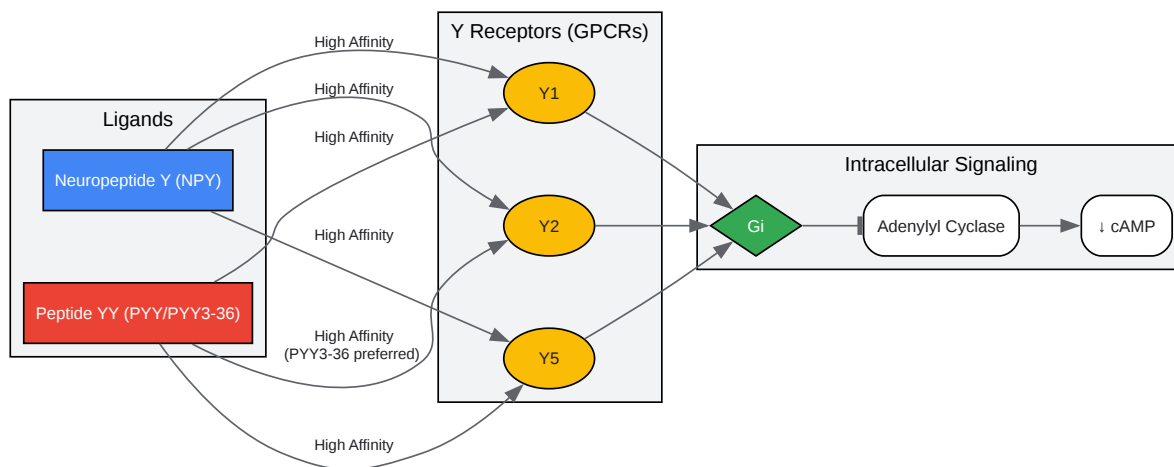 Y Receptors (GPCRs)
High Affinity
High Affinity
Y1
Ligands
High Affinity
Neuropeptide Y (NPY)
Intracellular Signaling
Y2
Gi
Adenylyl Cyclase
↓ cAMP
High Affinity
Peptide YY (PYY/PYY3-36)
High Affinity
(PYY3-36 preferred)
Y5
High Affinity